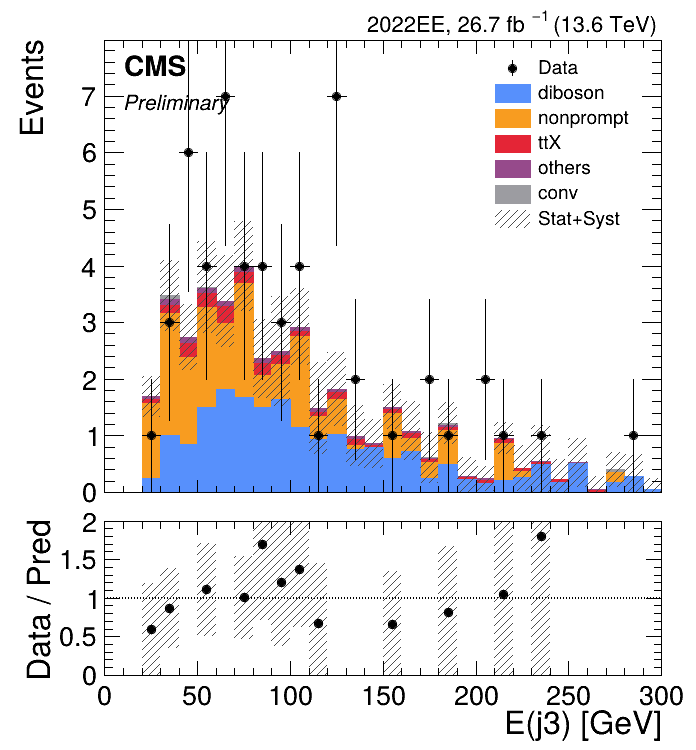 2022EE, 26.7 fb⁻¹ (13.6 TeV)
CMS
Preliminary
Events
Data
diboson
nonprompt
ttX
others
conv
Stat+Syst
7
6
5
4
3
2
1
0
Data / Pred
2
1.5
1
0.5
0
0 50 100 150 200 250 300
E(j3) [GeV]